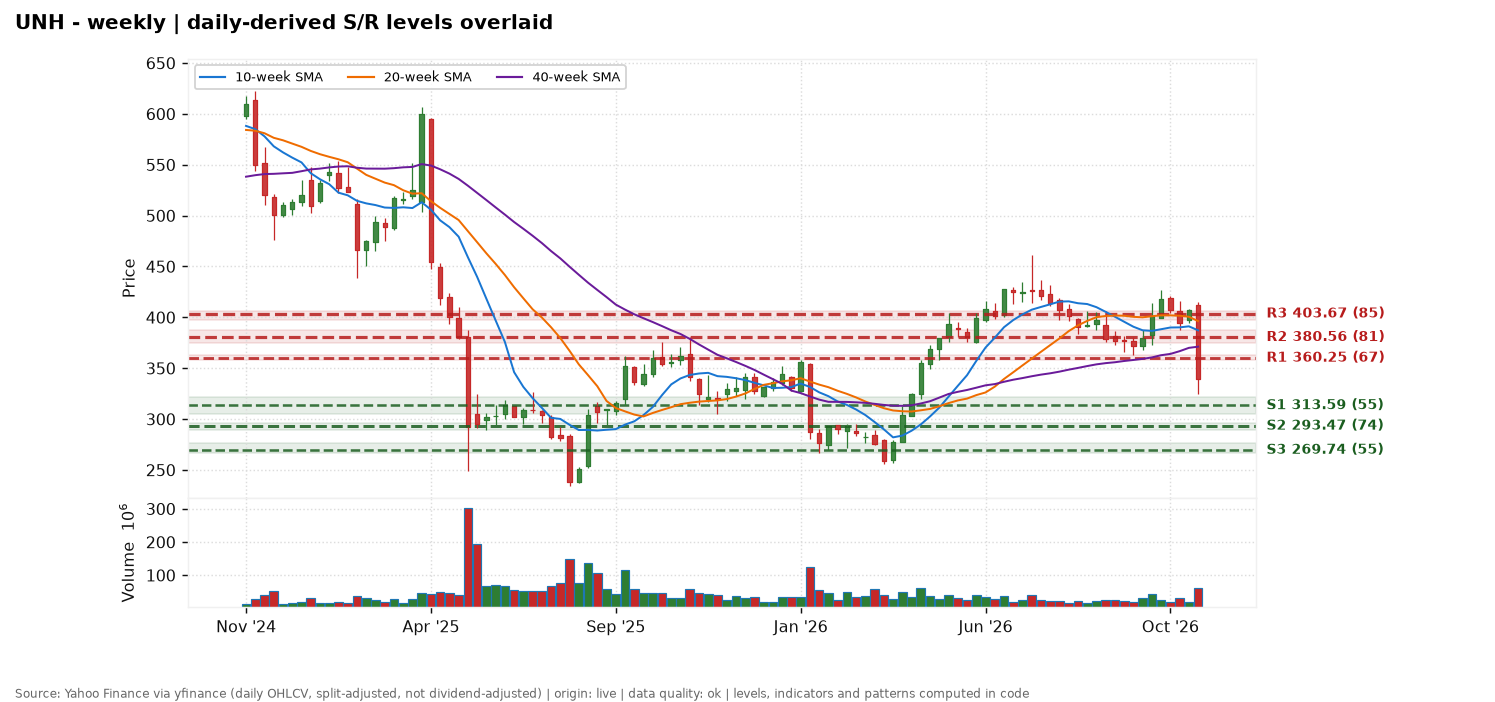 UNH - weekly | daily-derived S/R levels overlaid
10-week SMA 20-week SMA 40-week SMA
Price
650
600
550
500
450
400
350
300
250
R3 403.67 (85)
R2 380.56 (81)
R1 360.25 (67)
S1 313.59 (55)
S2 293.47 (74)
S3 269.74 (55)
Volume 10⁶
300
200
100
Nov '24 Apr '25 Sep '25 Jan '26 Jun '26 Oct '26
Source: Yahoo Finance via yfinance (daily OHLCV, split-adjusted, not dividend-adjusted) | origin: live | data quality: ok | levels, indicators and patterns computed in code